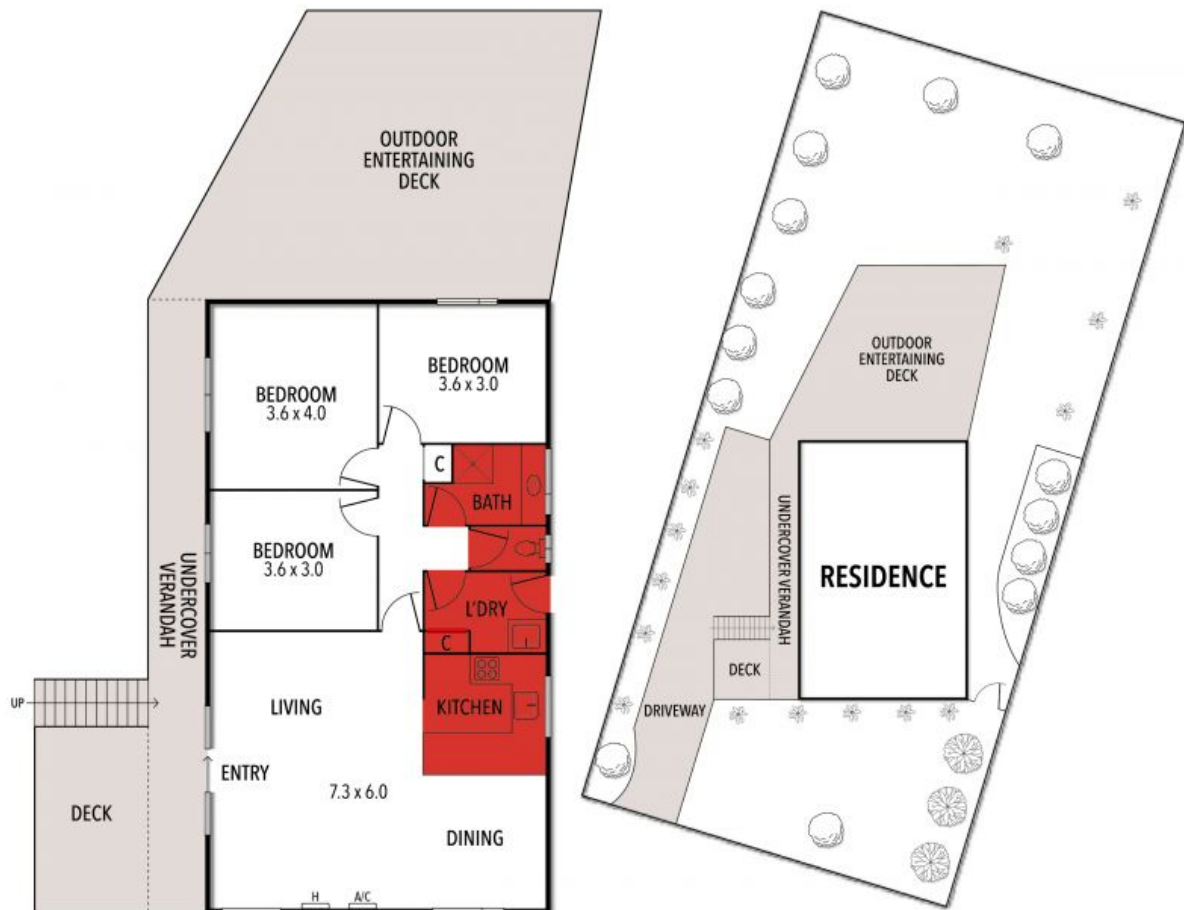 OUTDOOR
ENTERTAINING
DECK
BEDROOM
3.6 x 4.0
BEDROOM
3.6 x 3.0
C
BATH
BEDROOM
3.6 x 3.0
UNDERCOVER
VERANDAH
L'DRY
C
UP
LIVING
KITCHEN
ENTRY
7.3 x 6.0
DECK
DINING
H
A/C
OUTDOOR
ENTERTAINING
DECK
UNDERCOVER VERANDAH
RESIDENCE
DECK
DRIVEWAY